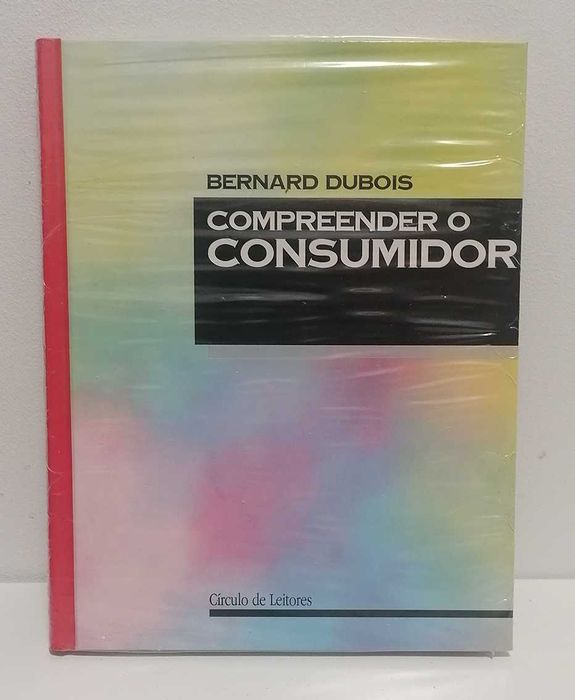 BERNARD DUBOIS
COMPREENDER O
CONSUMIDOR
Círculo de Leitores